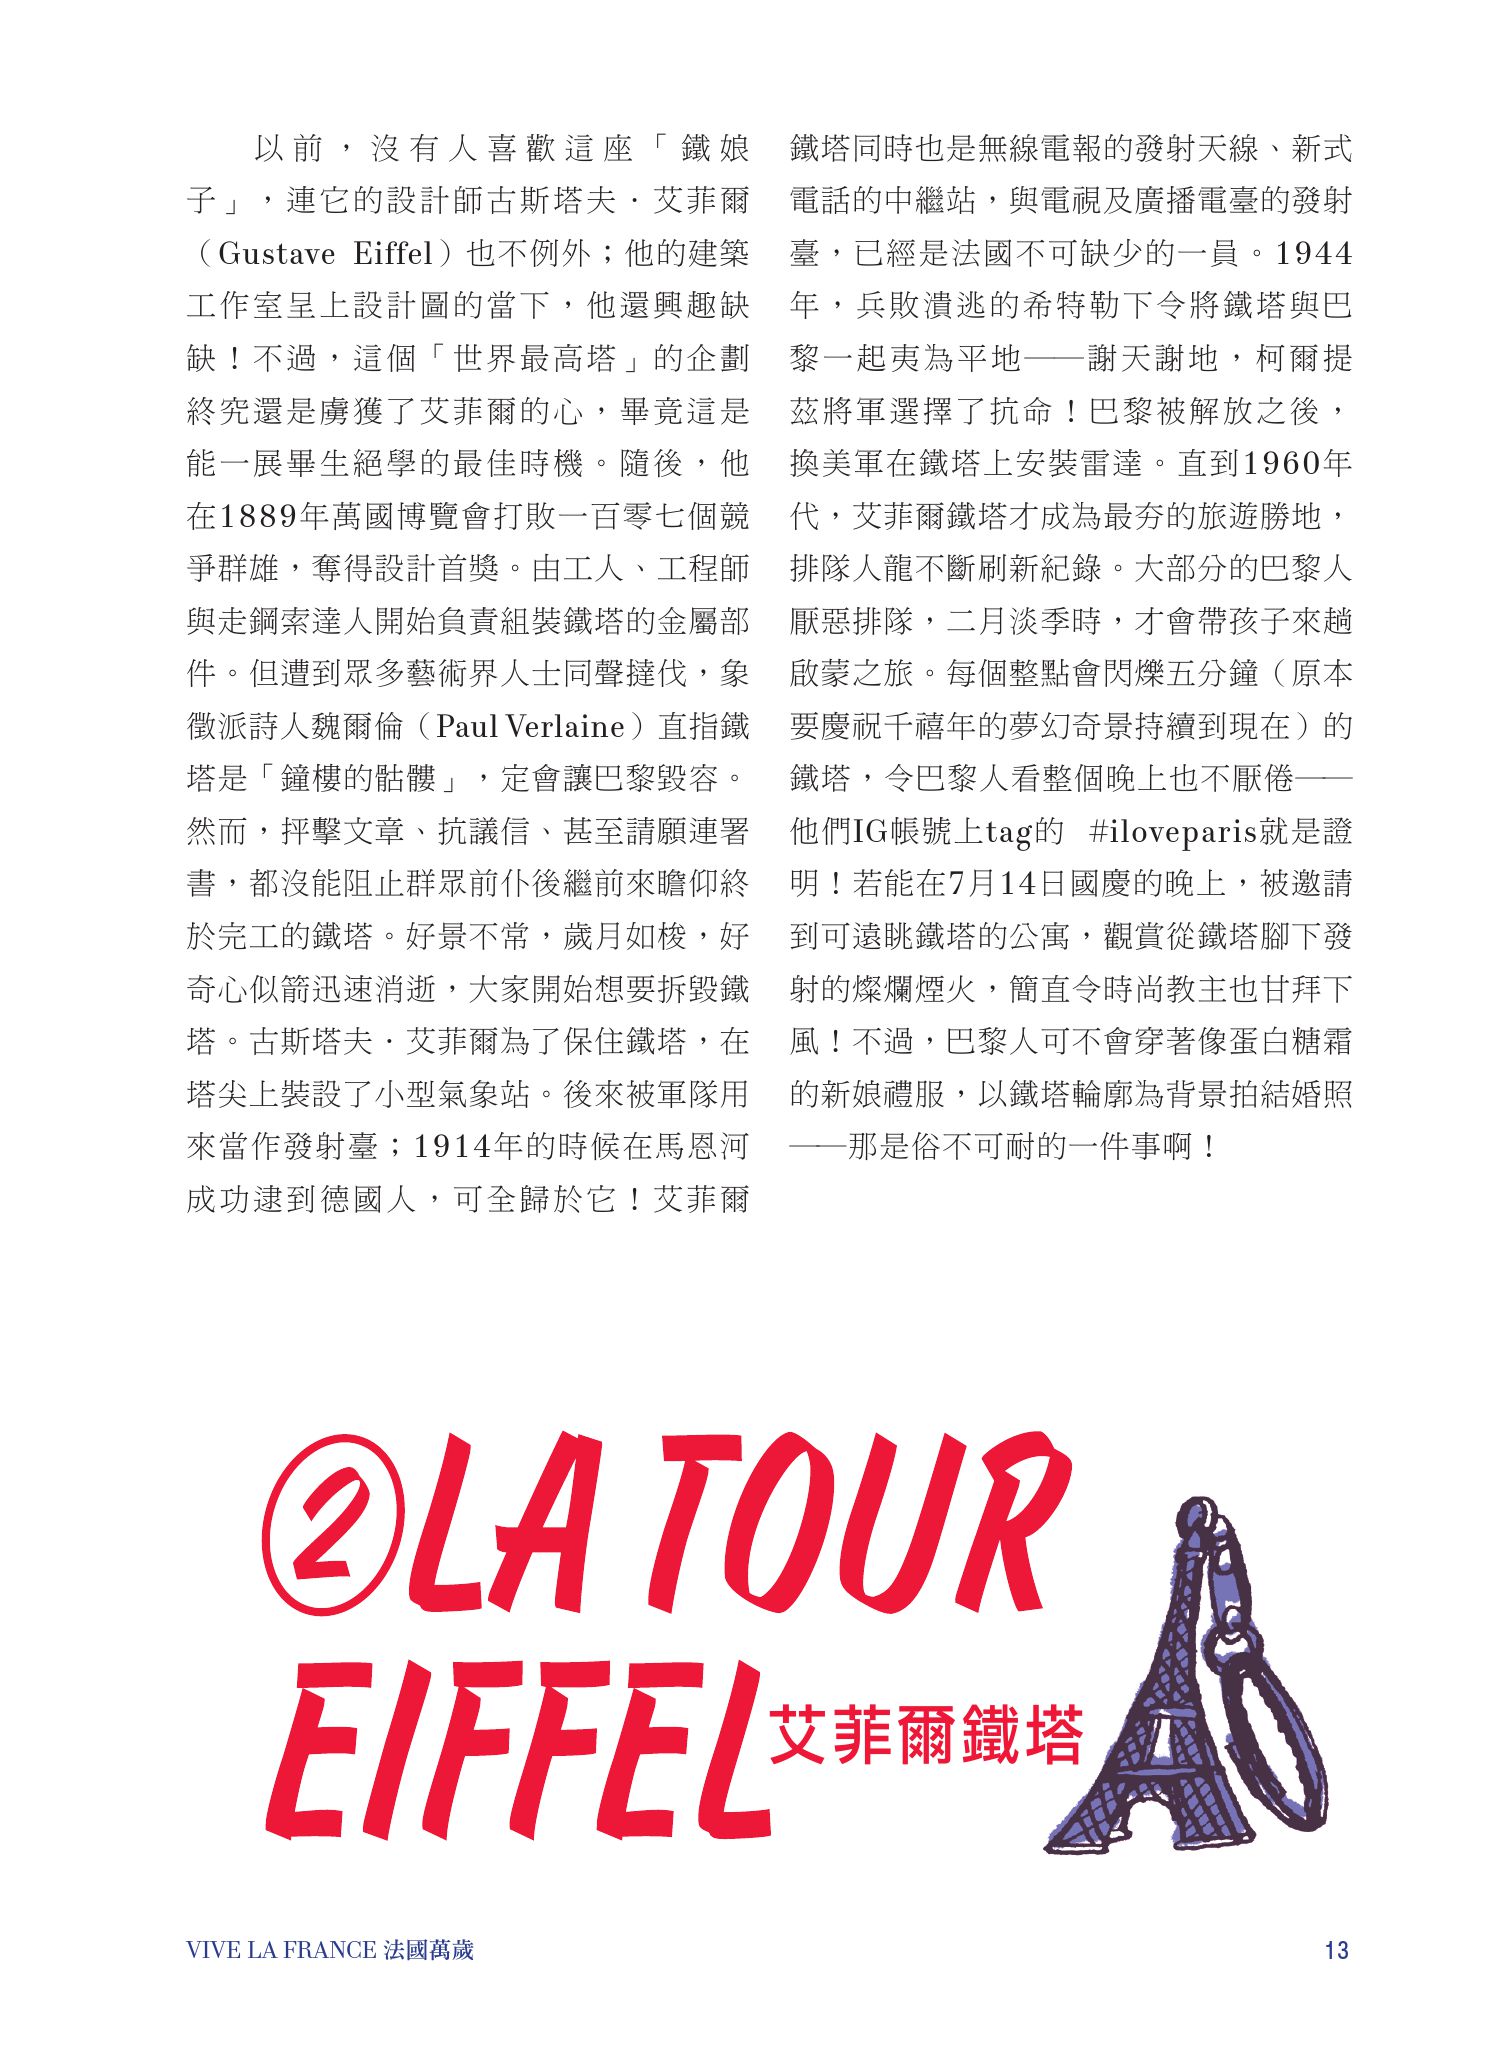 以前，沒有人喜歡這座「鐵娘
子」，連它的設計師古斯塔夫．艾菲爾
（Gustave Eiffel）也不例外；他的建築
工作室呈上設計圖的當下，他還興趣缺
缺！不過，這個「世界最高塔」的企劃
終究還是虜獲了艾菲爾的心，畢竟這是
能一展畢生絕學的最佳時機。隨後，他
在1889年萬國博覽會打敗一百零七個競
爭群雄，奪得設計首獎。由工人、工程師
與走鋼索達人開始負責組裝鐵塔的金屬部
件。但遭到眾多藝術界人士同聲撻伐，象
徵派詩人魏爾倫（Paul Verlaine）直指鐵
塔是「鐘樓的骷髏」，定會讓巴黎毀容。
然而，抨擊文章、抗議信、甚至請願連署
書，都沒能阻止群眾前仆後繼前來瞻仰終
於完工的鐵塔。好景不常，歲月如梭，好
奇心似箭迅速消逝，大家開始想要拆毀鐵
塔。古斯塔夫．艾菲爾為了保住鐵塔，在
塔尖上裝設了小型氣象站。後來被軍隊用
來當作發射臺；1914年的時候在馬恩河
成功逮到德國人，可全歸於它！艾菲爾
鐵塔同時也是無線電報的發射天線、新式
電話的中繼站，與電視及廣播電臺的發射
臺，已經是法國不可缺少的一員。1944
年，兵敗潰逃的希特勒下令將鐵塔與巴
黎一起夷為平地——謝天謝地，柯爾提
茲將軍選擇了抗命！巴黎被解放之後，
換美軍在鐵塔上安裝雷達。直到1960年
代，艾菲爾鐵塔才成為最夯的旅遊勝地，
排隊人龍不斷刷新紀錄。大部分的巴黎人
厭惡排隊，二月淡季時，才會帶孩子來趟
啟蒙之旅。每個整點會閃爍五分鐘（原本
要慶祝千禧年的夢幻奇景持續到現在）的
鐵塔，令巴黎人看整個晚上也不厭倦——
他們IG帳號上tag的 #iloveparis就是證
明！若能在7月14日國慶的晚上，被邀請
到可遠眺鐵塔的公寓，觀賞從鐵塔腳下發
射的燦爛煙火，簡直令時尚教主也甘拜下
風！不過，巴黎人可不會穿著像蛋白糖霜
的新娘禮服，以鐵塔輪廓為背景拍結婚照
——那是俗不可耐的一件事啊！
② LA TOUR
EIFFEL 艾菲爾鐵塔
VIVE LA FRANCE 法國萬歲 13